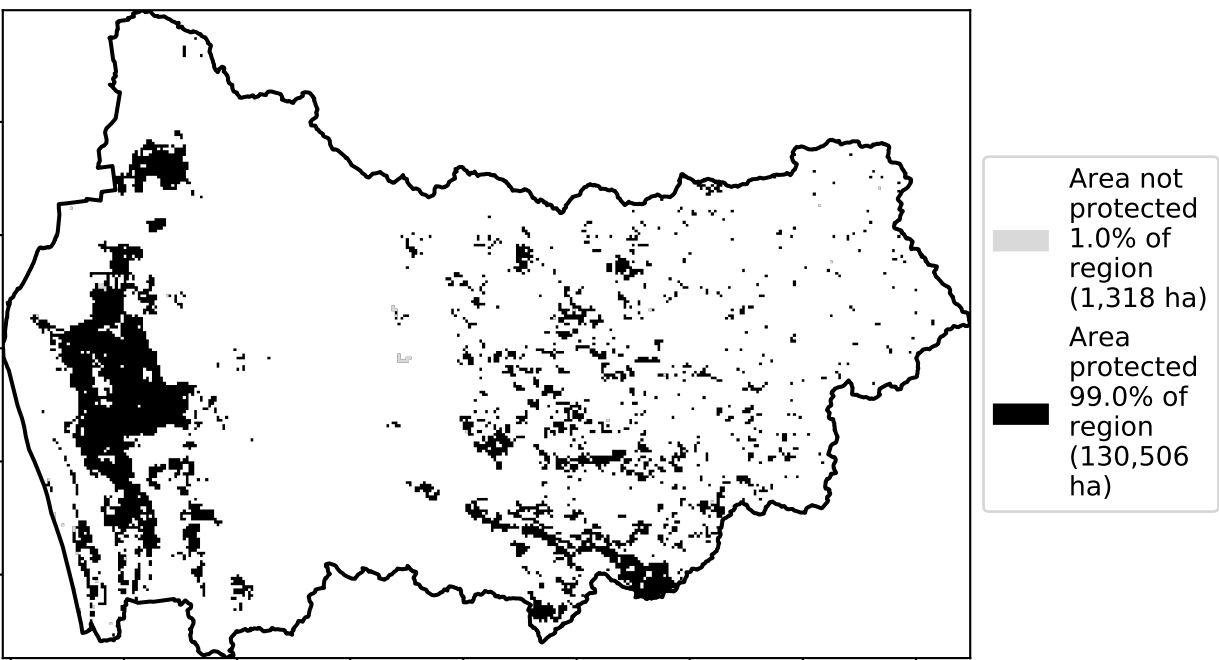 Area not
protected
1.0% of
region
(1,318 ha)
Area
protected
99.0% of
region
(130,506
ha)